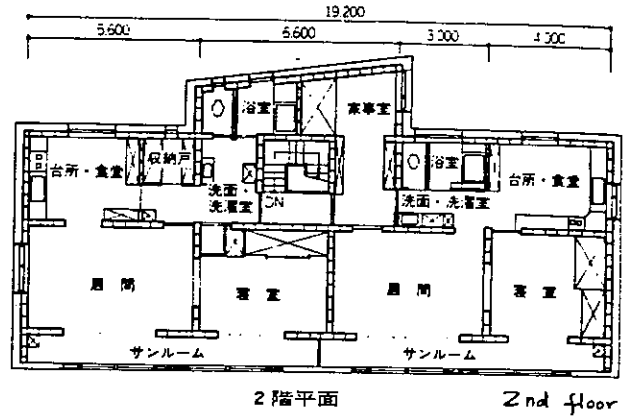 19.200
5.600 6.600 3.000 4.000
浴室 家事室
台所・食堂 収納戸 浴室 台所・食堂
洗面・
洗濯室 DN 洗面・洗濯室
居間 寝室 居間 寝室
サンルーム サンルーム
2階平面 2nd floor